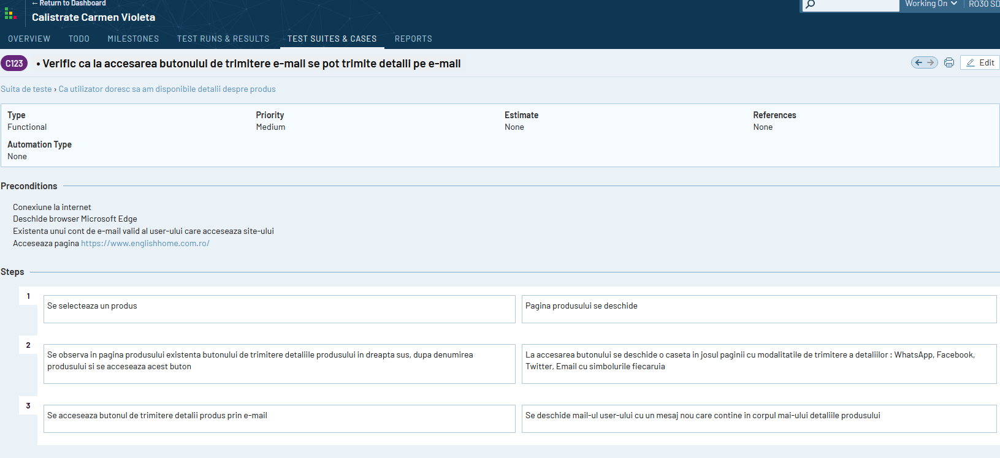 ← Return to Dashboard
Calistrate Carmen Violeta
Working On
RO30 SD
OVERVIEW TODO MILESTONES TEST RUNS & RESULTS TEST SUITES & CASES REPORTS
C123 • Verific ca la accesarea butonului de trimitere e-mail se pot trimite detalii pe e-mail
Edit
Suita de teste › Ca utilizator doresc sa am disponibile detalii despre produs
Type Priority Estimate References
Functional Medium None None
Automation Type
None
Preconditions
Conexiune la internet
Deschide browser Microsoft Edge
Existenta unui cont de e-mail valid al user-ului care acceseaza site-ului
Acceseaza pagina https://www.englishhome.com.ro/
Steps
1
Se selecteaza un produs
Pagina produsului se deschide
2
Se observa in pagina produsului existenta butonului de trimitere detaliile produsului in dreapta sus, dupa denumirea
produsului si se acceseaza acest buton
La accesarea butonului se deschide o caseta in josul paginii cu modalitatile de trimitere a detaliilor : WhatsApp, Facebook,
Twitter, Email cu simbolurile fiecaruia
3
Se acceseaza butonul de trimitere detalii produs prin e-mail
Se deschide mail-ul user-ului cu un mesaj nou care contine in corpul mai-ului detaliile produsului